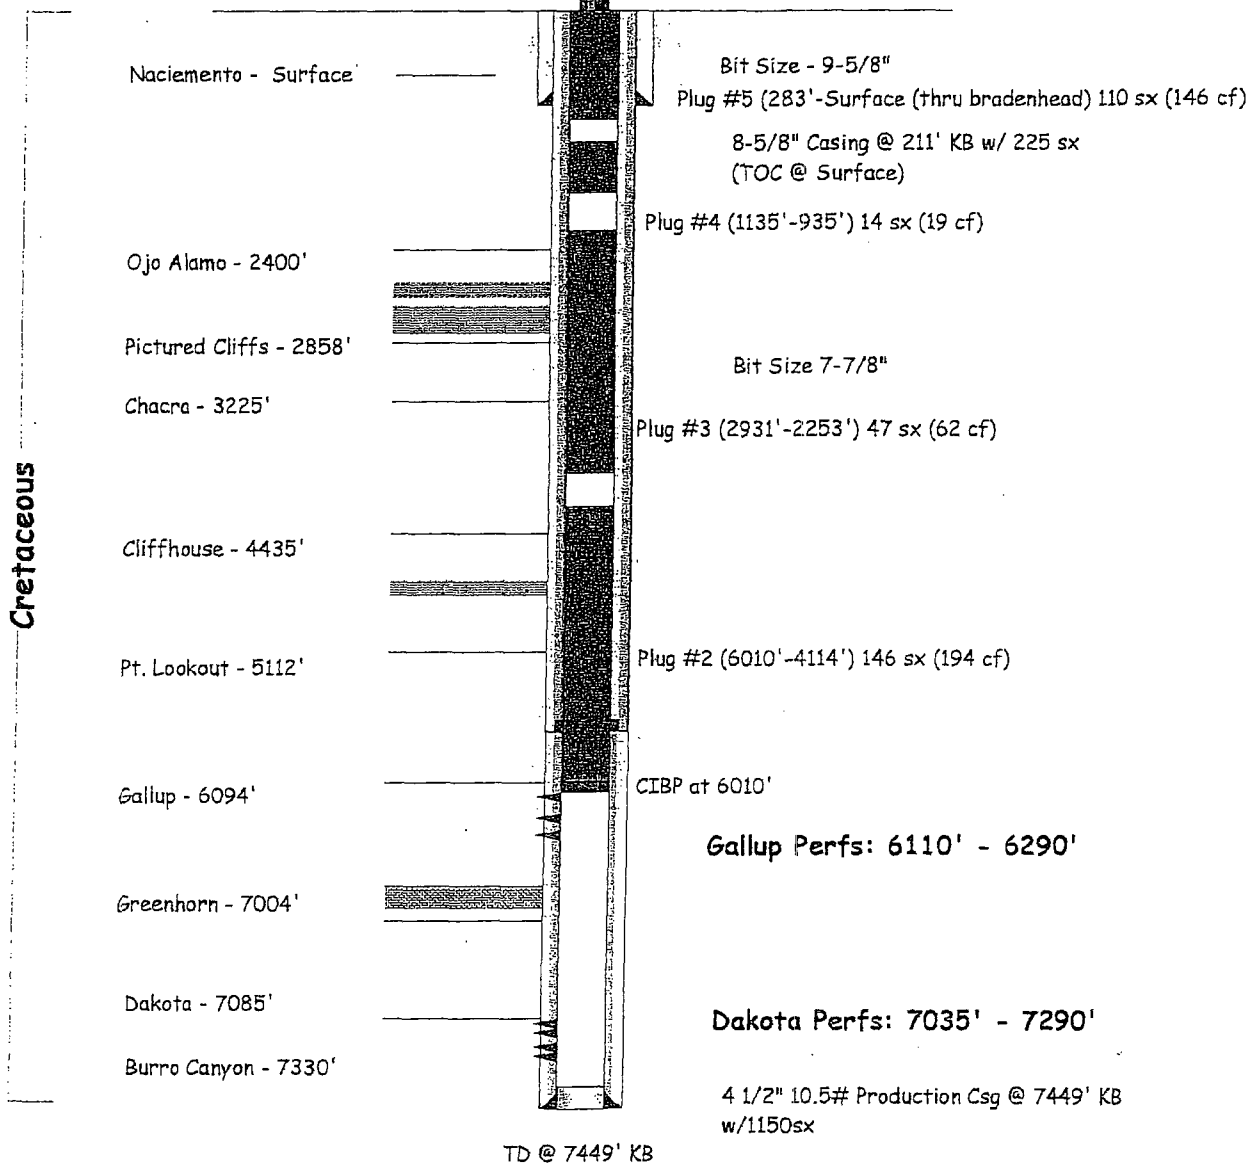 Naciemento - Surface
Bit Size - 9-5/8"
Plug #5 (283'-Surface (thru bradenhead) 110 sx (146 cf)
8-5/8" Casing @ 211' KB w/ 225 sx
(TOC @ Surface)
Plug #4 (1135'-935') 14 sx (19 cf)
Ojo Alamo - 2400'
Pictured Cliffs - 2858'
Bit Size 7-7/8"
Chacra - 3225'
Plug #3 (2931'-2253') 47 sx (62 cf)
Cretaceous
Cliffhouse - 4435'
Pt. Lookout - 5112'
Plug #2 (6010'-4114') 146 sx (194 cf)
CIBP at 6010'
Gallup - 6094'
Gallup Perfs: 6110' - 6290'
Greenhorn - 7004'
Dakota - 7085'
Dakota Perfs: 7035' - 7290'
Burro Canyon - 7330'
4 1/2" 10.5# Production Csg @ 7449' KB
w/1150sx
TD @ 7449' KB